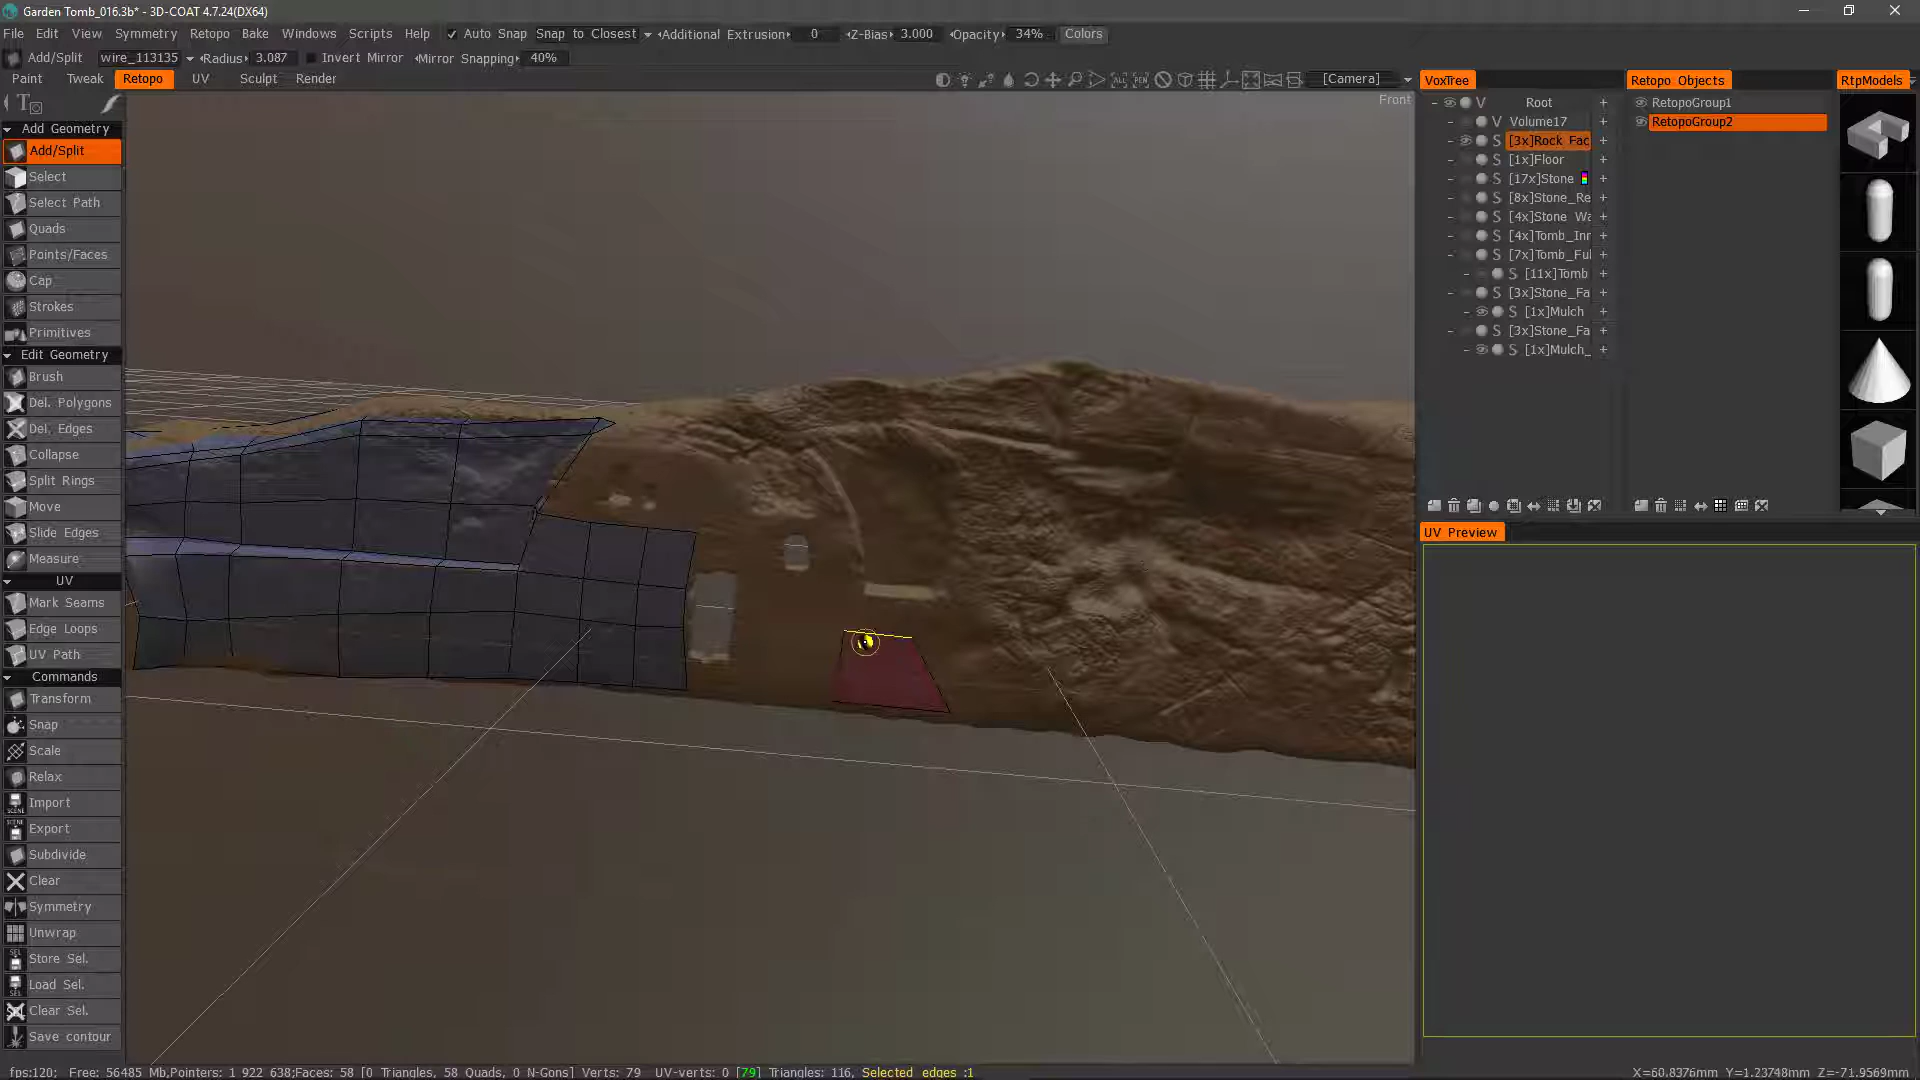 Garden Tomb_016.3b* - 3D-COAT 4.7.24(DX64)
File Edit View Symmetry Retopo Bake Windows Scripts Help Auto Snap Snap to Closest Additional Extrusion 0 Z-Bias 3.000 Opacity 34% Colors
Add/Split wire_113135 Radius 3.087 Invert Mirror Mirror Snapping 40%
Paint Tweak Retopo UV Sculpt Render [Camera]
Front
Add Geometry
Add/Split
Select
Select Path
Quads
Points/Faces
Cap
Strokes
Primitives
Edit Geometry
Brush
Del. Polygons
Del. Edges
Collapse
Split Rings
Move
Slide Edges
Measure
UV
Mark Seams
Edge Loops
UV Path
Commands
Transform
Snap
Scale
Relax
Import
Export
Subdivide
Clear
Symmetry
Unwrap
Store Sel.
Load Sel.
Clear Sel.
Save contour
VoxTree
V Root +
V Volume17 +
S [3x]Rock Fac +
S [1x]Floor +
S [17x]Stone +
S [8x]Stone_Re +
S [4x]Stone Wa +
S [4x]Tomb_Inr +
S [7x]Tomb_Ful +
S [11x]Tomb +
S [3x]Stone_Fa +
S [1x]Mulch +
S [3x]Stone_Fa +
S [1x]Mulch_ +
Retopo Objects
RetopoGroup1
RetopoGroup2
RtpModels
UV Preview
fps:120; Free: 56485 Mb,Pointers: 1 922 638;Faces: 58 [0 Triangles, 58 Quads, 0 N-Gons] Verts: 79 UV-verts: 0 [79] Triangles: 116, Selected edges :1
X=60.8376mm Y=1.23748mm Z=-71.9569mm